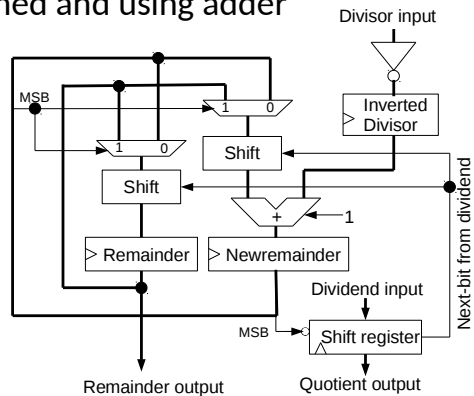 ned and using adder
Divisor input
MSB
1 0
Inverted
Divisor
1 0
Shift
Shift
+
1
Remainder
Newremainder
Next-bit from dividend
Dividend input
MSB
Shift register
Remainder output
Quotient output